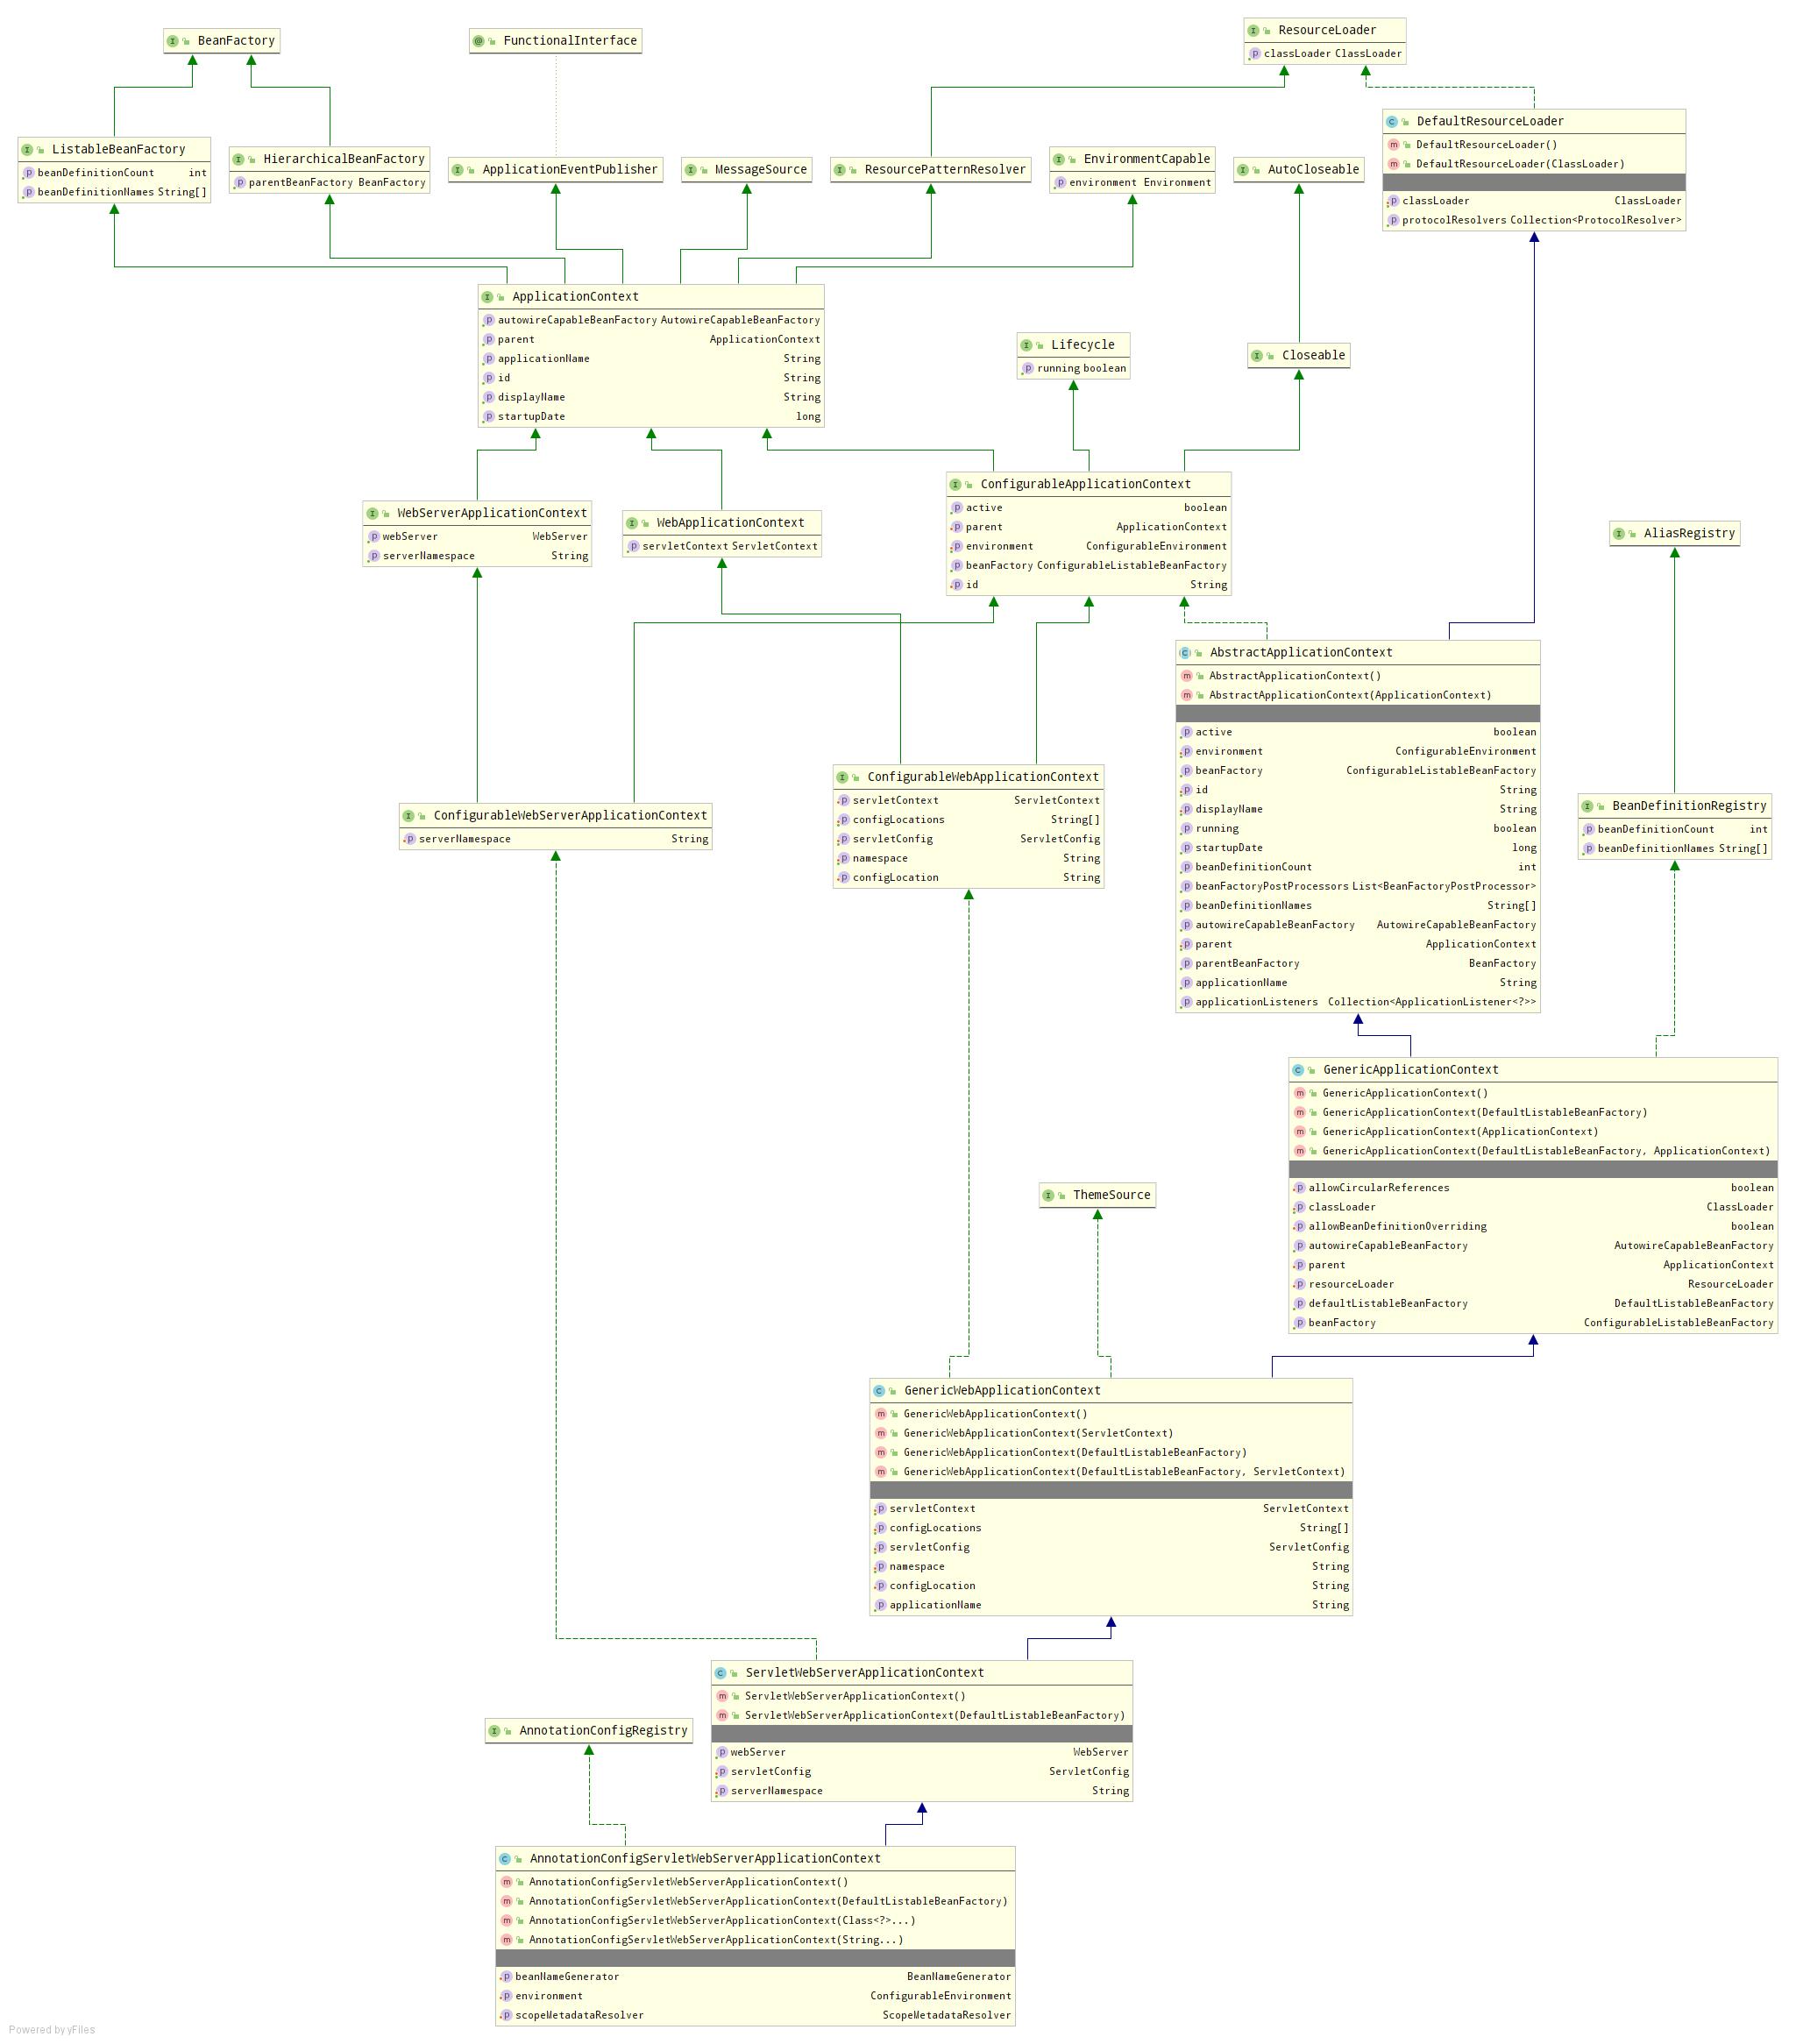 BeanFactory
FunctionalInterface
ResourceLoader
classLoader ClassLoader
DefaultResourceLoader
DefaultResourceLoader()
DefaultResourceLoader(ClassLoader)
classLoader ClassLoader
protocolResolvers Collection<ProtocolResolver>
ListableBeanFactory
beanDefinitionCount int
beanDefinitionNames String[]
HierarchicalBeanFactory
parentBeanFactory BeanFactory
ApplicationEventPublisher
MessageSource
ResourcePatternResolver
EnvironmentCapable
environment Environment
AutoCloseable
ApplicationContext
autowireCapableBeanFactory AutowireCapableBeanFactory
parent ApplicationContext
applicationName String
id String
displayName String
startupDate long
Lifecycle
running boolean
Closeable
WebServerApplicationContext
webServer WebServer
serverNamespace String
WebApplicationContext
servletContext ServletContext
ConfigurableApplicationContext
active boolean
parent ApplicationContext
environment ConfigurableEnvironment
beanFactory ConfigurableListableBeanFactory
id String
AliasRegistry
AbstractApplicationContext
AbstractApplicationContext()
AbstractApplicationContext(ApplicationContext)
active boolean
environment ConfigurableEnvironment
beanFactory ConfigurableListableBeanFactory
id String
displayName String
running boolean
startupDate long
beanDefinitionCount int
beanFactoryPostProcessors List<BeanFactoryPostProcessor>
beanDefinitionNames String[]
autowireCapableBeanFactory AutowireCapableBeanFactory
parent ApplicationContext
parentBeanFactory BeanFactory
applicationName String
applicationListeners Collection<ApplicationListener<?>>
ConfigurableWebServerApplicationContext
serverNamespace String
ConfigurableWebApplicationContext
servletContext ServletContext
configLocations String[]
servletConfig ServletConfig
namespace String
configLocation String
BeanDefinitionRegistry
beanDefinitionCount int
beanDefinitionNames String[]
GenericApplicationContext
GenericApplicationContext()
GenericApplicationContext(DefaultListableBeanFactory)
GenericApplicationContext(ApplicationContext)
GenericApplicationContext(DefaultListableBeanFactory, ApplicationContext)
allowCircularReferences boolean
classLoader ClassLoader
allowBeanDefinitionOverriding boolean
autowireCapableBeanFactory AutowireCapableBeanFactory
parent ApplicationContext
resourceLoader ResourceLoader
defaultListableBeanFactory DefaultListableBeanFactory
beanFactory ConfigurableListableBeanFactory
ThemeSource
GenericWebApplicationContext
GenericWebApplicationContext()
GenericWebApplicationContext(ServletContext)
GenericWebApplicationContext(DefaultListableBeanFactory)
GenericWebApplicationContext(DefaultListableBeanFactory, ServletContext)
servletContext ServletContext
configLocations String[]
servletConfig ServletConfig
namespace String
configLocation String
applicationName String
ServletWebServerApplicationContext
ServletWebServerApplicationContext()
ServletWebServerApplicationContext(DefaultListableBeanFactory)
webServer WebServer
servletConfig ServletConfig
serverNamespace String
AnnotationConfigRegistry
AnnotationConfigServletWebServerApplicationContext
AnnotationConfigServletWebServerApplicationContext()
AnnotationConfigServletWebServerApplicationContext(DefaultListableBeanFactory)
AnnotationConfigServletWebServerApplicationContext(Class<?>...)
AnnotationConfigServletWebServerApplicationContext(String...)
beanNameGenerator BeanNameGenerator
environment ConfigurableEnvironment
scopeMetadataResolver ScopeMetadataResolver
Powered by yFiles